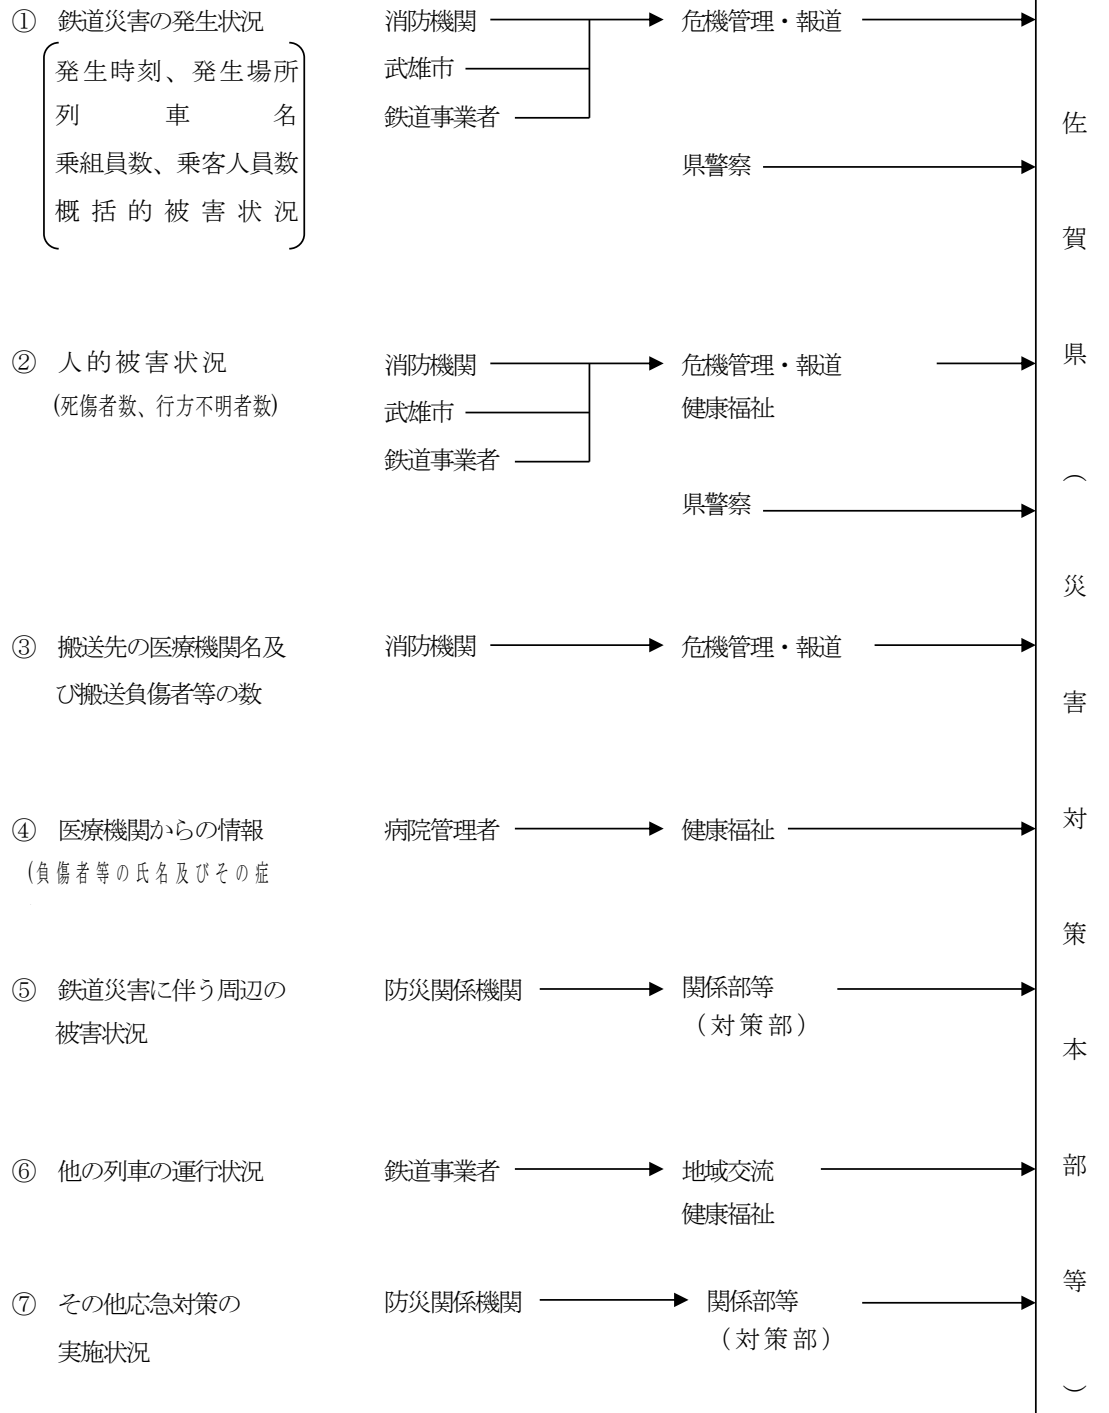 ① 鉄道災害の発生状況 消防機関 危機管理・報道
発生時刻、発生場所 武雄市
列車名 鉄道事業者
乗組員数、乗客人員数 県警察
概括的被害状況
② 人的被害状況 消防機関 危機管理・報道
(死傷者数、行方不明者数) 武雄市 健康福祉
鉄道事業者
県警察
③ 搬送先の医療機関名及 消防機関 危機管理・報道
び搬送負傷者等の数
④ 医療機関からの情報 病院管理者 健康福祉
(負傷者等の氏名及びその症
⑤ 鉄道災害に伴う周辺の 防災関係機関 関係部等
被害状況 (対策部)
⑥ 他の列車の運行状況 鉄道事業者 地域交流
健康福祉
⑦ その他応急対策の 防災関係機関 関係部等
実施状況 (対策部)
佐賀県(災害対策本部等)